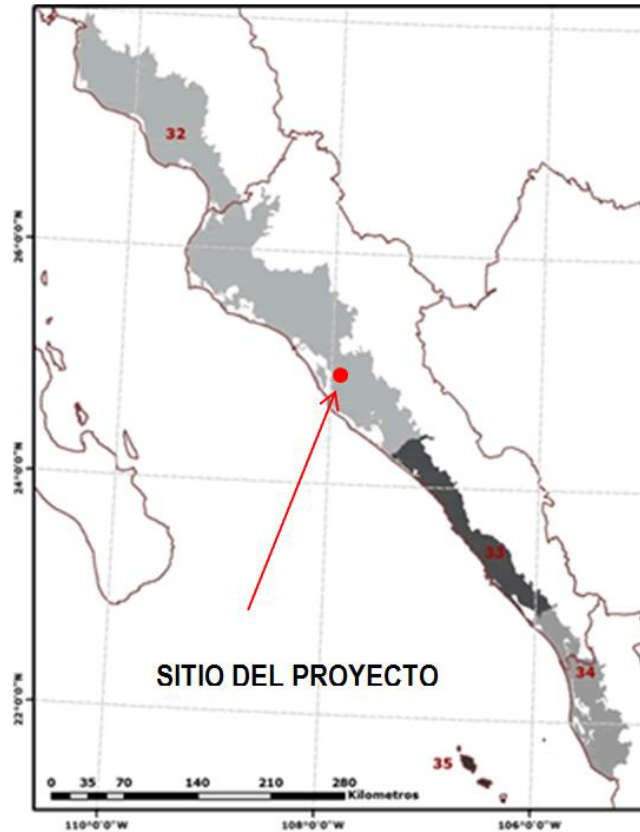 32
26°0'0"N
24°0'0"N
33
SITIO DEL PROYECTO
34
22°0'0"N
35
0 35 70 140 210 280
Kilometros
110°0'0"W 108°0'0"W 106°0'0"W